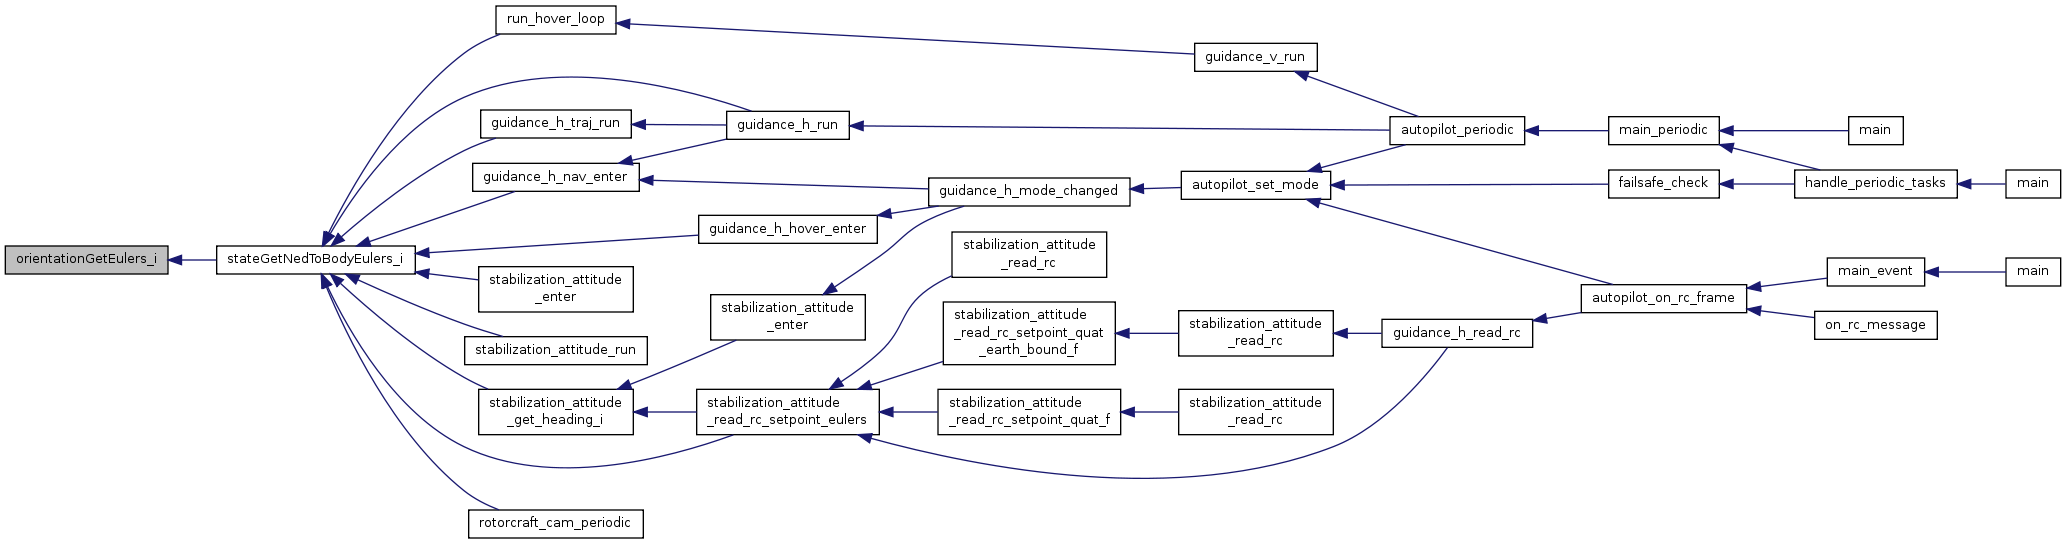 orientationGetEulers_i
stateGetNedToBodyEulers_i
run_hover_loop
guidance_h_traj_run
guidance_h_nav_enter
stabilization_attitude
_enter
stabilization_attitude_run
stabilization_attitude
_get_heading_i
rotorcraft_cam_periodic
guidance_h_run
guidance_h_hover_enter
stabilization_attitude
_enter
stabilization_attitude
_read_rc_setpoint_eulers
guidance_h_mode_changed
stabilization_attitude
_read_rc
stabilization_attitude
_read_rc_setpoint_quat
_earth_bound_f
stabilization_attitude
_read_rc_setpoint_quat_f
guidance_v_run
autopilot_set_mode
stabilization_attitude
_read_rc
stabilization_attitude
_read_rc
autopilot_periodic
guidance_h_read_rc
main_periodic
failsafe_check
autopilot_on_rc_frame
main
handle_periodic_tasks
main_event
on_rc_message
main
main